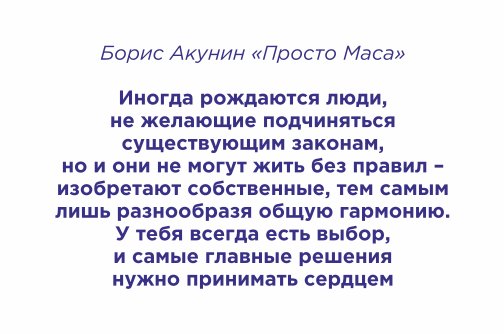 Борис Акунин «Просто Маса»
Иногда рождаются люди,
не желающие подчиняться
существующим законам,
но и они не могут жить без правил –
изобретают собственные, тем самым
лишь разнообразя общую гармонию.
У тебя всегда есть выбор,
и самые главные решения
нужно принимать сердцем